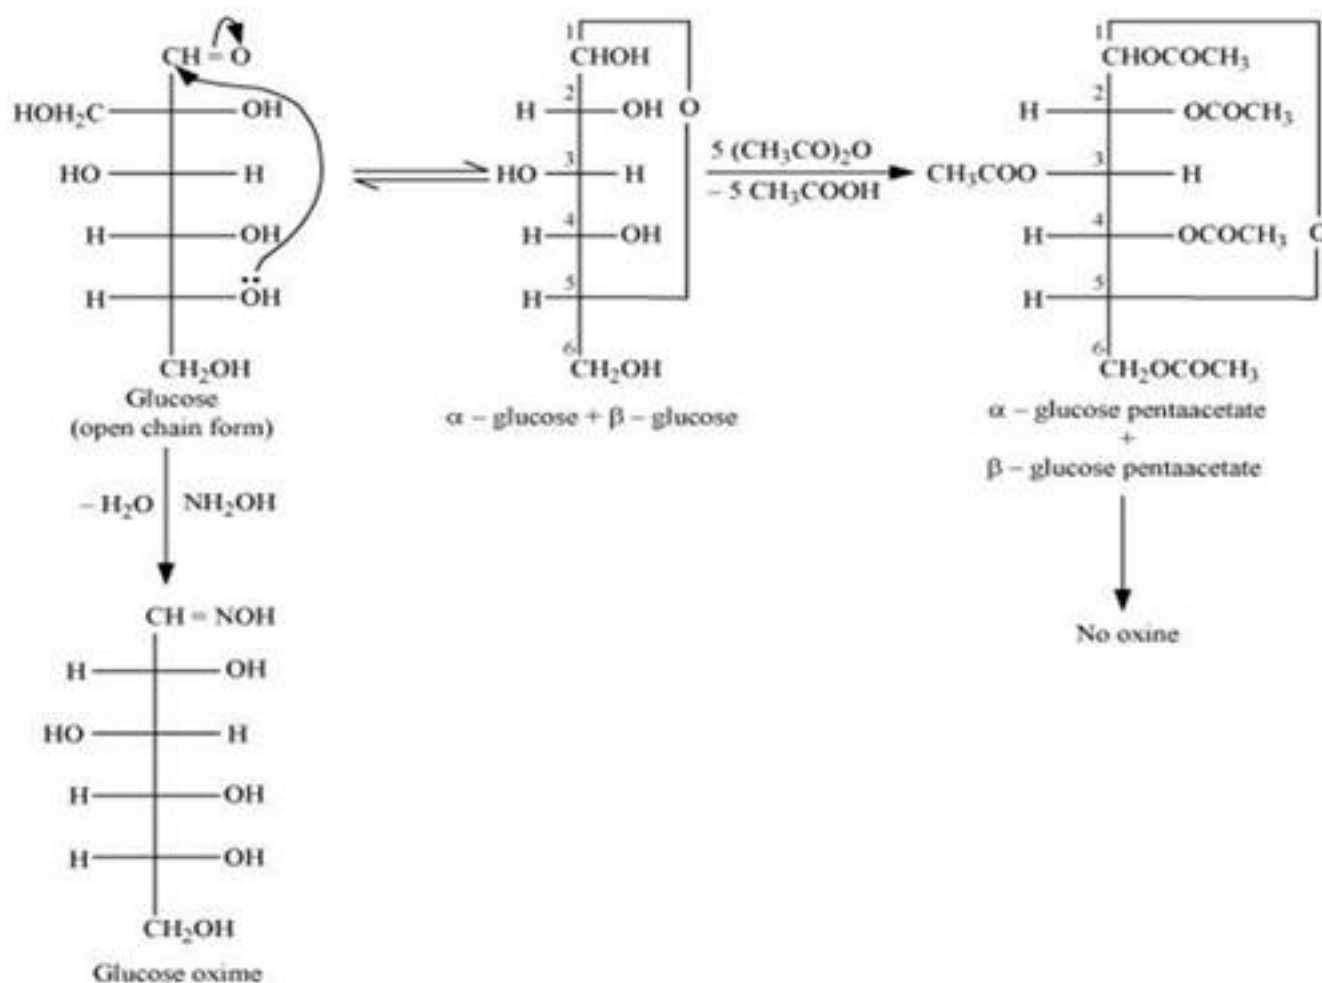 CH = O
HOH₂C OH
HO H
H OH
H ÖH
CH₂OH
Glucose
(open chain form)
1
CHOH
2
H OH O
3
HO H
4
H OH
5
H
6
CH₂OH
α – glucose + β – glucose
5 (CH₃CO)₂O
– 5 CH₃COOH
1
CHOCOCH₃
2
H OCOCH₃
3
CH₃COO H
4
H OCOCH₃ O
5
H
6
CH₂OCOCH₃
α – glucose pentaacetate
+
β – glucose pentaacetate
No oxine
– H₂O NH₂OH
CH = NOH
H OH
HO H
H OH
H OH
CH₂OH
Glucose oxime